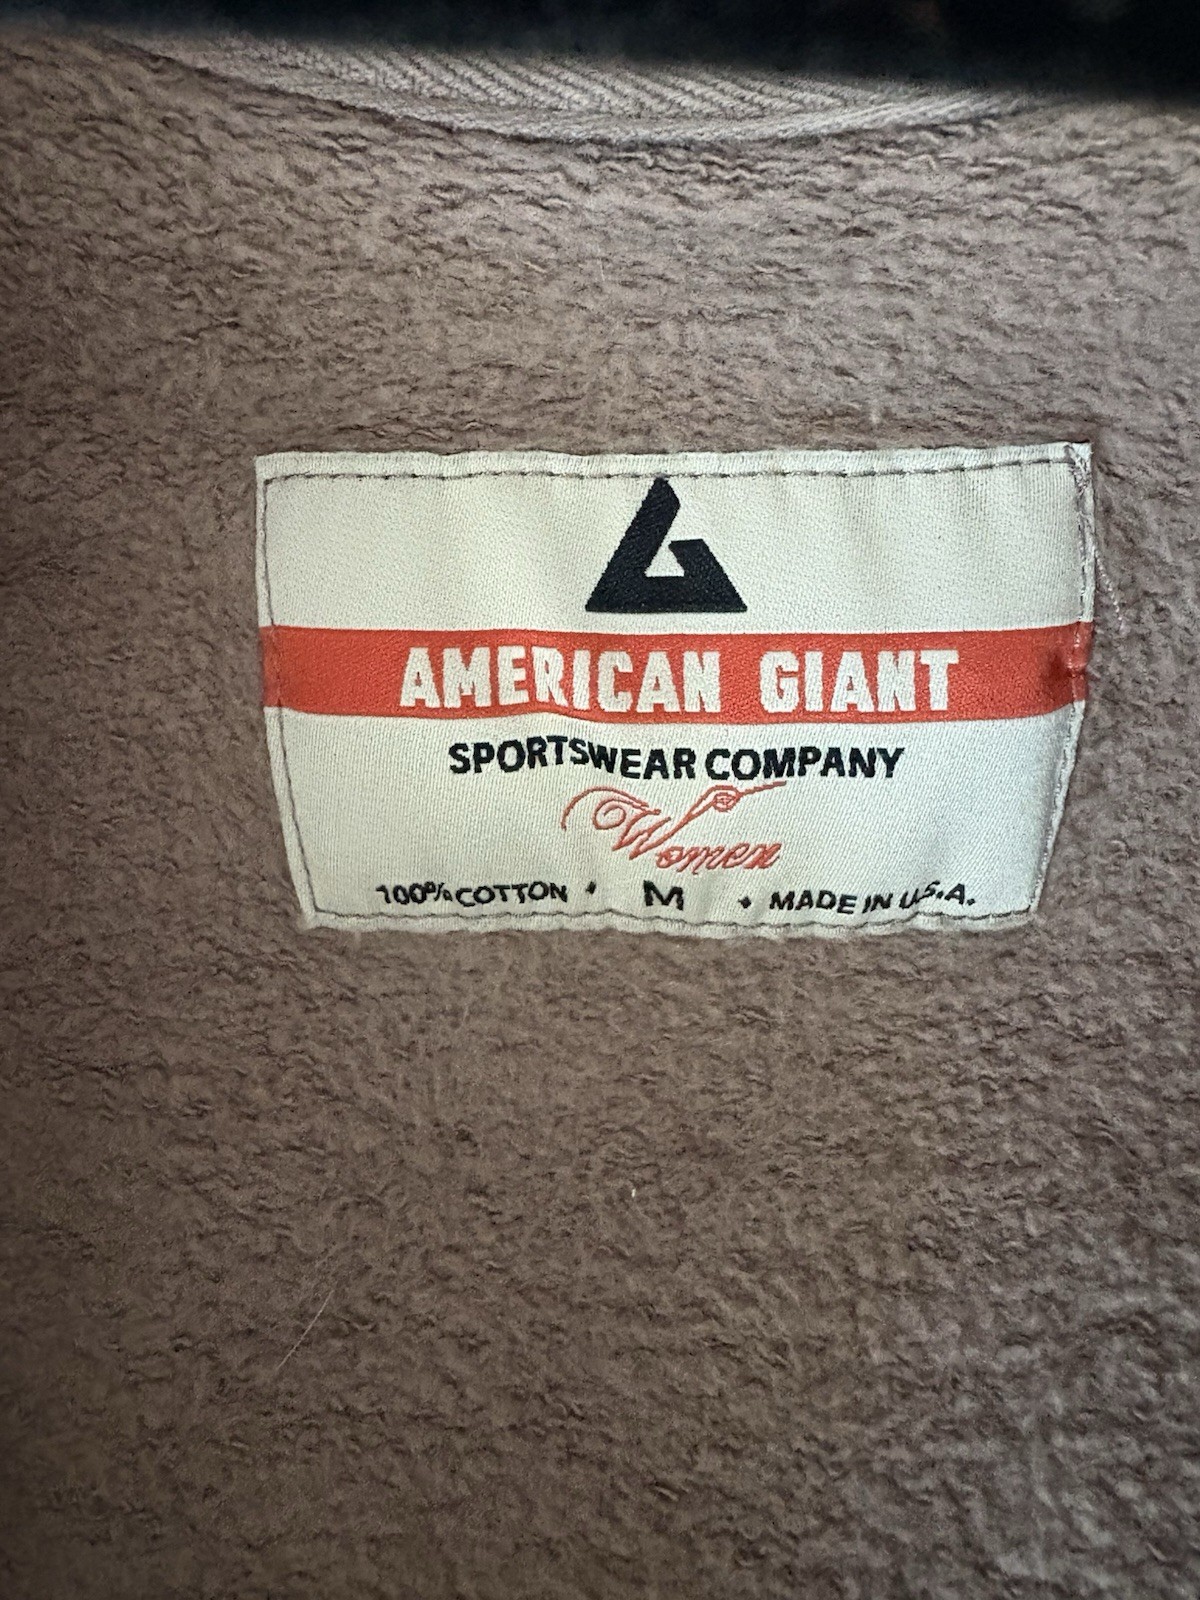 AMERICAN GIANT
SPORTSWEAR COMPANY
Women
100% COTTON • M • MADE IN U.S.A.